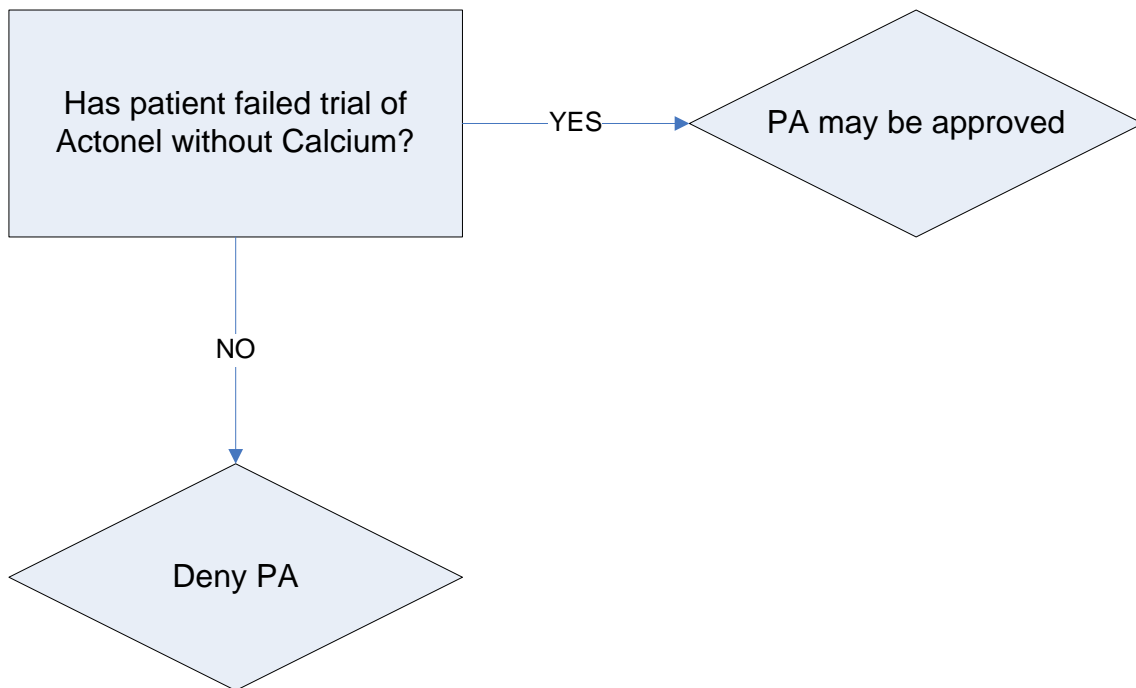 Has patient failed trial of
Actonel without Calcium?
YES
PA may be approved
NO
Deny PA